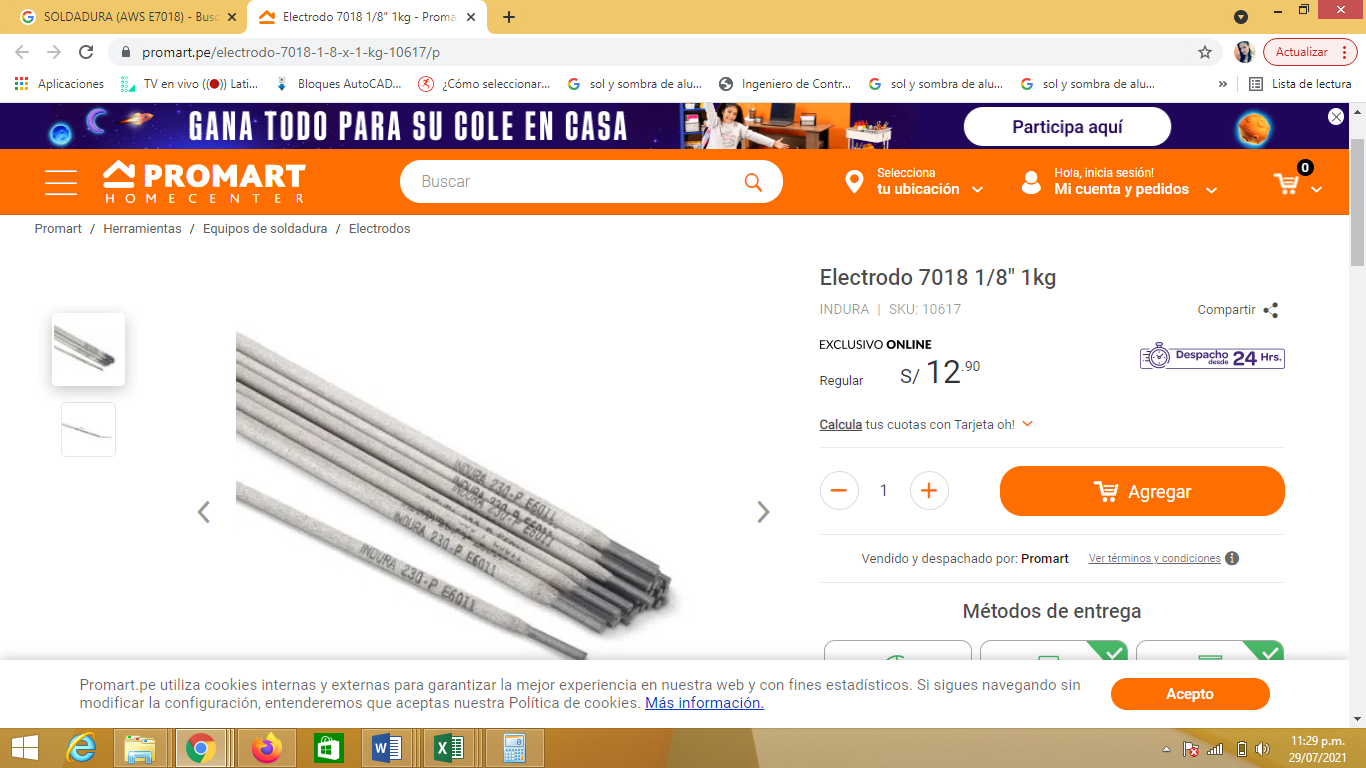 SOLDADURA (AWS E7018) - Busc
Electrodo 7018 1/8" 1kg - Proma
promart.pe/electrodo-7018-1-8-x-1-kg-10617/p
Actualizar
Aplicaciones
TV en vivo ((●)) Lati...
Bloques AutoCAD...
¿Cómo seleccionar...
sol y sombra de alu...
Ingeniero de Contr...
sol y sombra de alu...
sol y sombra de alu...
»
Lista de lectura
GANA TODO PARA SU COLE EN CASA
Participa aquí
PROMART
HOMECENTER
Buscar
Selecciona
tu ubicación
Hola, inicia sesión!
Mi cuenta y pedidos
0
Promart / Herramientas / Equipos de soldadura / Electrodos
Electrodo 7018 1/8" 1kg
INDURA | SKU: 10617
Compartir
EXCLUSIVO ONLINE
Despacho
desde
24 Hrs.
Regular
S/ 12.90
Calcula tus cuotas con Tarjeta oh!
1
Agregar
INDURA 230-P E6011
INDURA 230-P E6011
INDURA 230-P E6011
INDURA 230-P E6011
Vendido y despachado por: Promart
Ver términos y condiciones
Métodos de entrega
Promart.pe utiliza cookies internas y externas para garantizar la mejor experiencia en nuestra web y con fines estadísticos. Si sigues navegando sin
modificar la configuración, entenderemos que aceptas nuestra Política de cookies. Más información.
Acepto
11:29 p.m.
29/07/2021